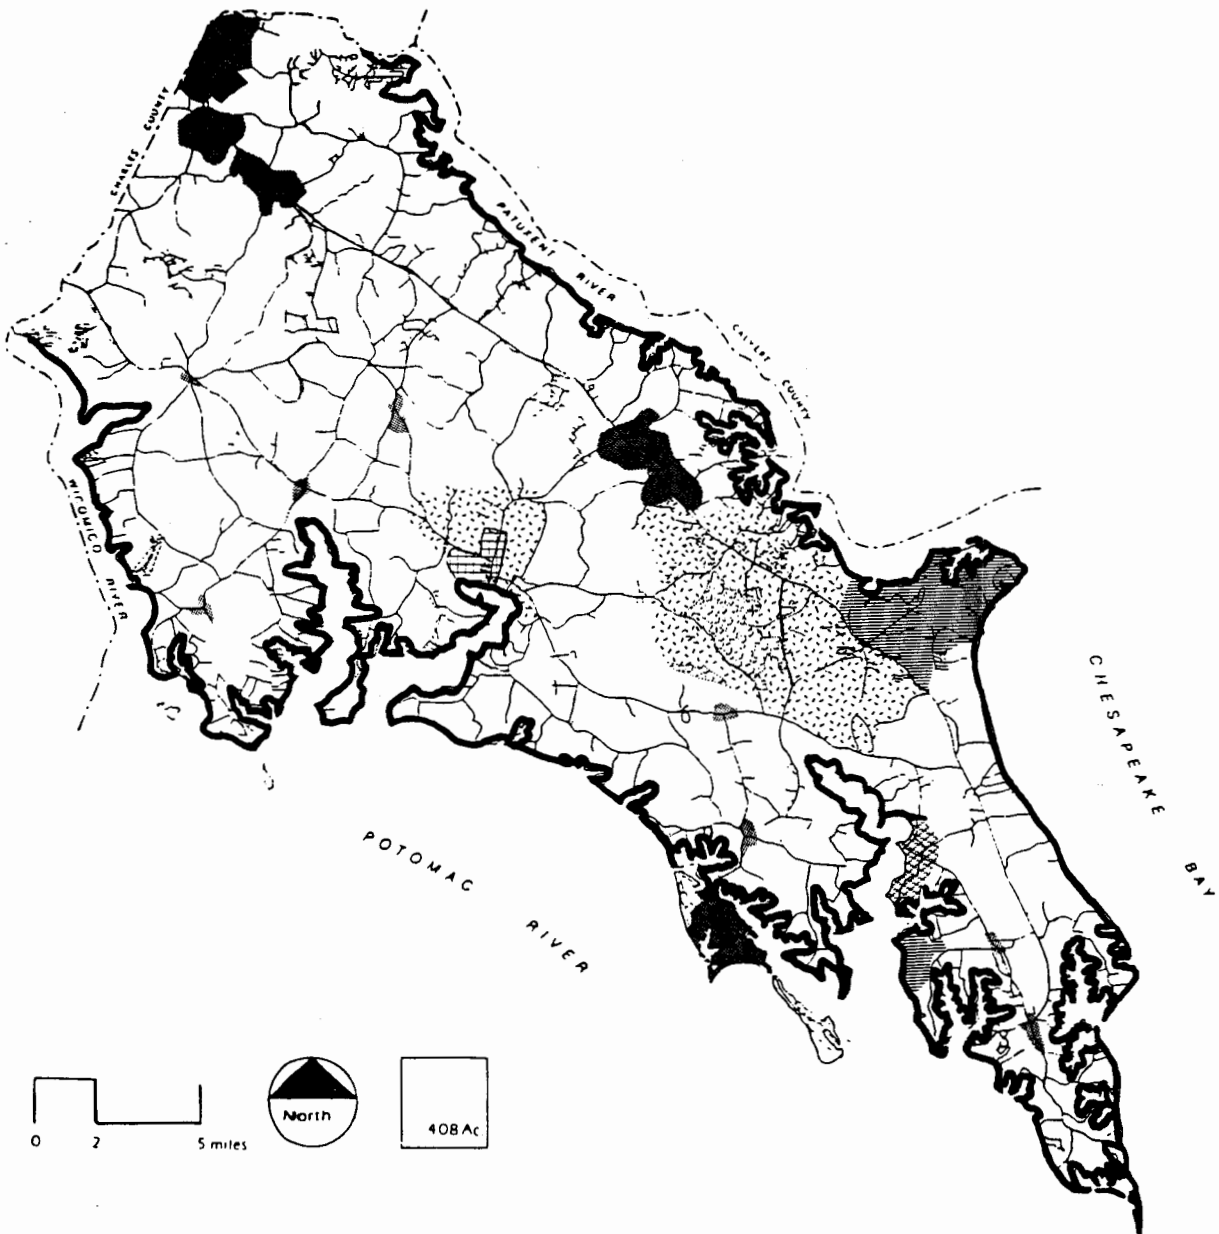 CHARLES COUNTY
PATUXENT RIVER
CALVERT COUNTY
WICOMICO RIVER
CHESAPEAKE BAY
POTOMAC RIVER
North
408 Ac
0 2 5 miles